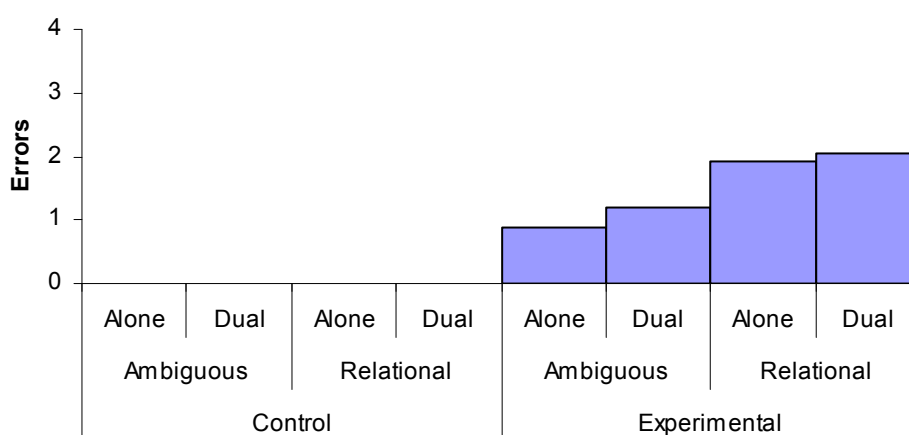 4
3
2
1
0
Errors
Alone Dual Alone Dual Alone Dual Alone Dual
Ambiguous Relational Ambiguous Relational
Control Experimental